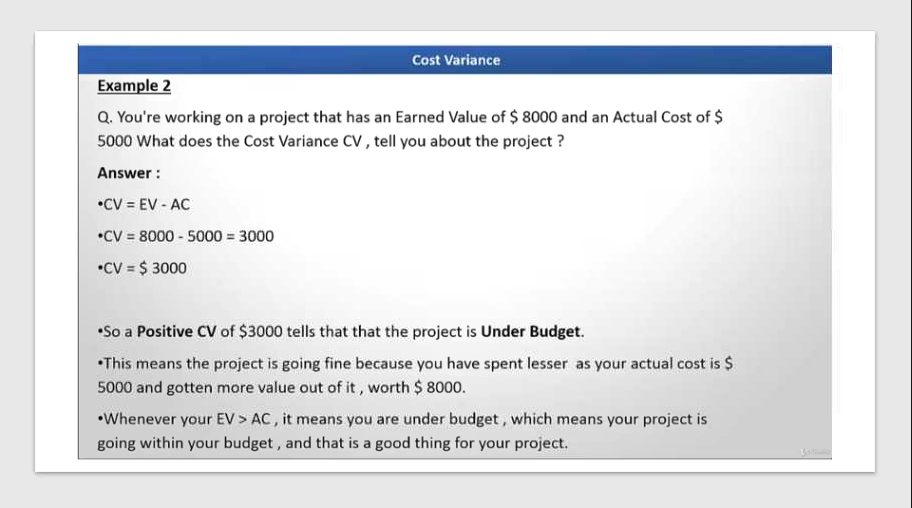 Cost Variance
Example 2
Q. You're working on a project that has an Earned Value of $ 8000 and an Actual Cost of $
5000 What does the Cost Variance CV , tell you about the project ?
Answer :
•CV = EV - AC
•CV = 8000 - 5000 = 3000
•CV = $ 3000
•So a Positive CV of $3000 tells that that the project is Under Budget.
•This means the project is going fine because you have spent lesser as your actual cost is $
5000 and gotten more value out of it , worth $ 8000.
•Whenever your EV > AC , it means you are under budget , which means your project is
going within your budget , and that is a good thing for your project.